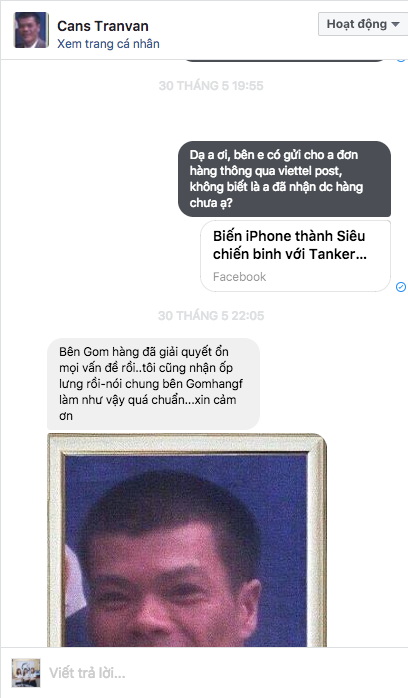 Cans Tranvan
Hoạt động
Xem trang cá nhân
30 THÁNG 5 19:55
Dạ a ơi, bên e có gửi cho a đơn
hàng thông qua viettel post,
không biết là a đã nhận dc hàng
chưa ạ?
Biến iPhone thành Siêu
chiến binh với Tanker...
Facebook
30 THÁNG 5 22:05
Bên Gom hàng đã giải quyết ổn
mọi vấn đề rồi..tôi cũng nhận ốp
lưng rồi-nói chung bên Gomhangf
làm như vậy quá chuẩn...xin cảm
ơn
Viết trả lời...